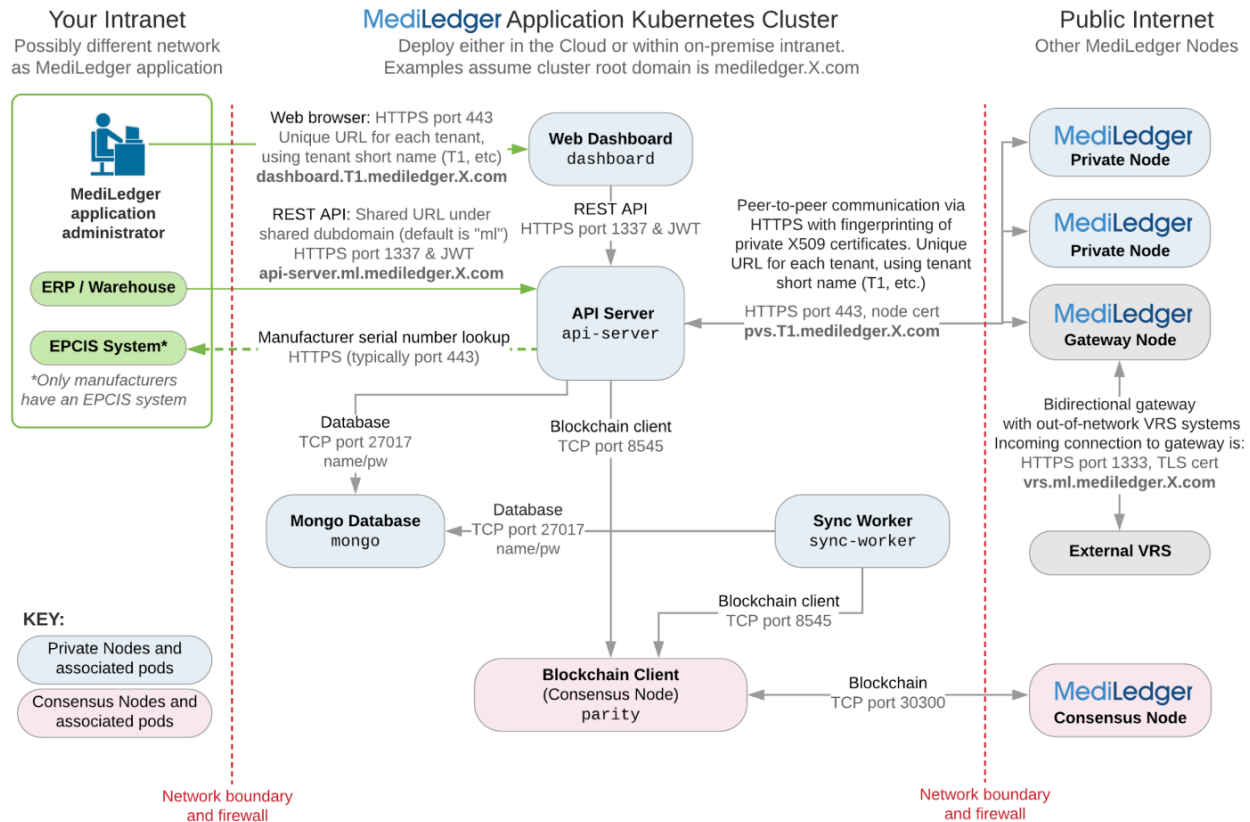 Your Intranet
Possibly different network
as MediLedger application
MediLedger Application Kubernetes Cluster
Deploy either in the Cloud or within on-premise intranet.
Examples assume cluster root domain is mediledger.X.com
Public Internet
Other MediLedger Nodes
MediLedger
application
administrator
ERP / Warehouse
EPCIS System*
*Only manufacturers
have an EPCIS system
Web browser: HTTPS port 443
Unique URL for each tenant,
using tenant short name (T1, etc)
dashboard.T1.mediledger.X.com
REST API: Shared URL under
shared dubdomain (default is "ml")
HTTPS port 1337 & JWT
api-server.ml.mediledger.X.com
Manufacturer serial number lookup
HTTPS (typically port 443)
Web Dashboard
dashboard
REST API
HTTPS port 1337 & JWT
API Server
api-server
Peer-to-peer communication via
HTTPS with fingerprinting of
private X509 certificates. Unique
URL for each tenant, using tenant
short name (T1, etc.)
HTTPS port 443, node cert
pvs.T1.mediledger.X.com
MediLedger
Private Node
MediLedger
Private Node
MediLedger
Gateway Node
Bidirectional gateway
with out-of-network VRS systems
Incoming connection to gateway is:
HTTPS port 1333, TLS cert
vrs.ml.mediledger.X.com
External VRS
Database
TCP port 27017
name/pw
Blockchain client
TCP port 8545
Mongo Database
mongo
Database
TCP port 27017
name/pw
Sync Worker
sync-worker
Blockchain client
TCP port 8545
Blockchain Client
(Consensus Node)
parity
Blockchain
TCP port 30300
MediLedger
Consensus Node
KEY:
Private Nodes and
associated pods
Consensus Nodes and
associated pods
Network boundary
and firewall
Network boundary
and firewall